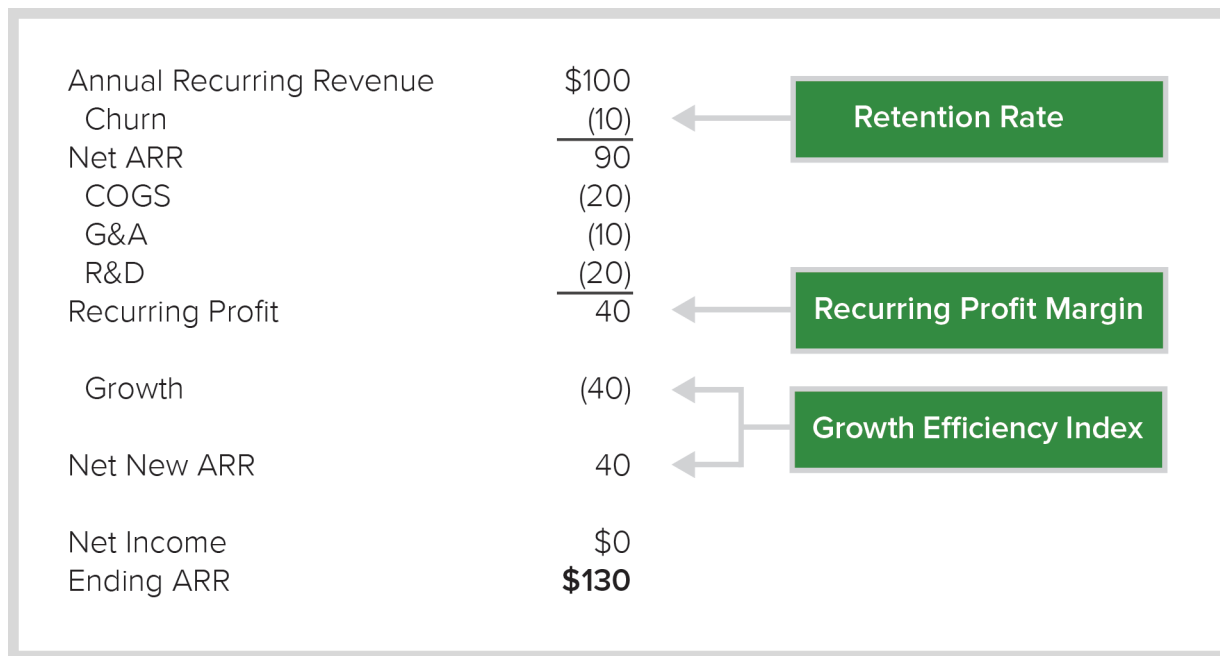 Annual Recurring Revenue $100
Churn (10) Retention Rate
Net ARR 90
COGS (20)
G&A (10)
R&D (20)
Recurring Profit 40 Recurring Profit Margin
Growth (40)
Growth Efficiency Index
Net New ARR 40
Net Income $0
Ending ARR $130